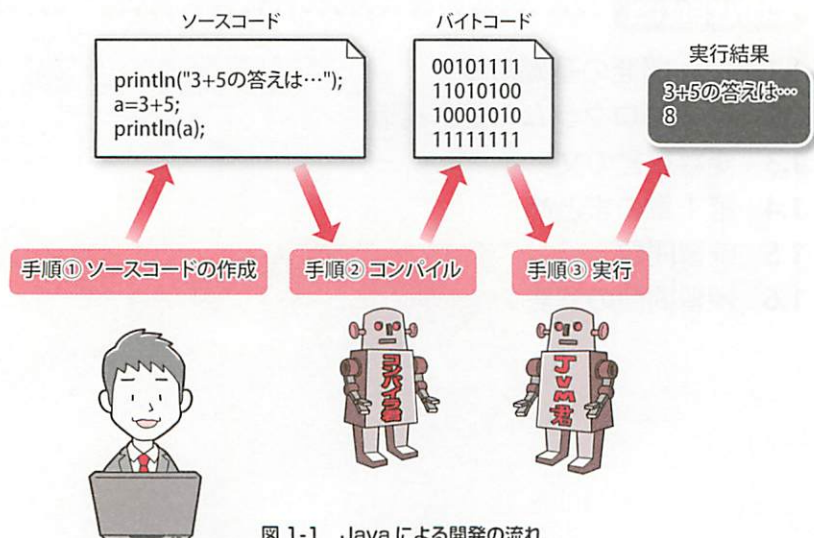 ソースコード
println("3+5の答えは…");
a=3+5;
println(a);
バイトコード
00101111
11010100
10001010
11111111
実行結果
3+5の答えは…
8
手順① ソースコードの作成
手順② コンパイル
手順③ 実行
コンパイラ君
JVM君
図 1-1 Javaによる開発の流れ